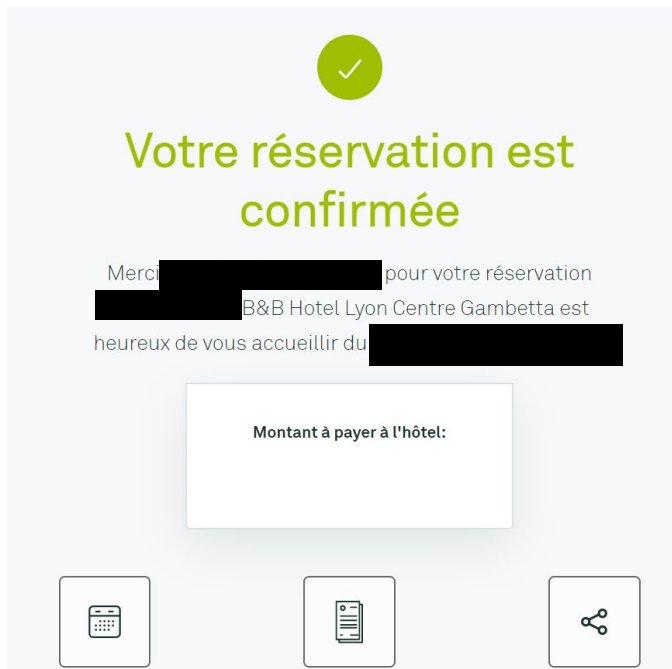 Votre réservation est
confirmée
Merci pour votre réservation
B&B Hotel Lyon Centre Gambetta est
heureux de vous accueillir du
Montant à payer à l'hôtel: